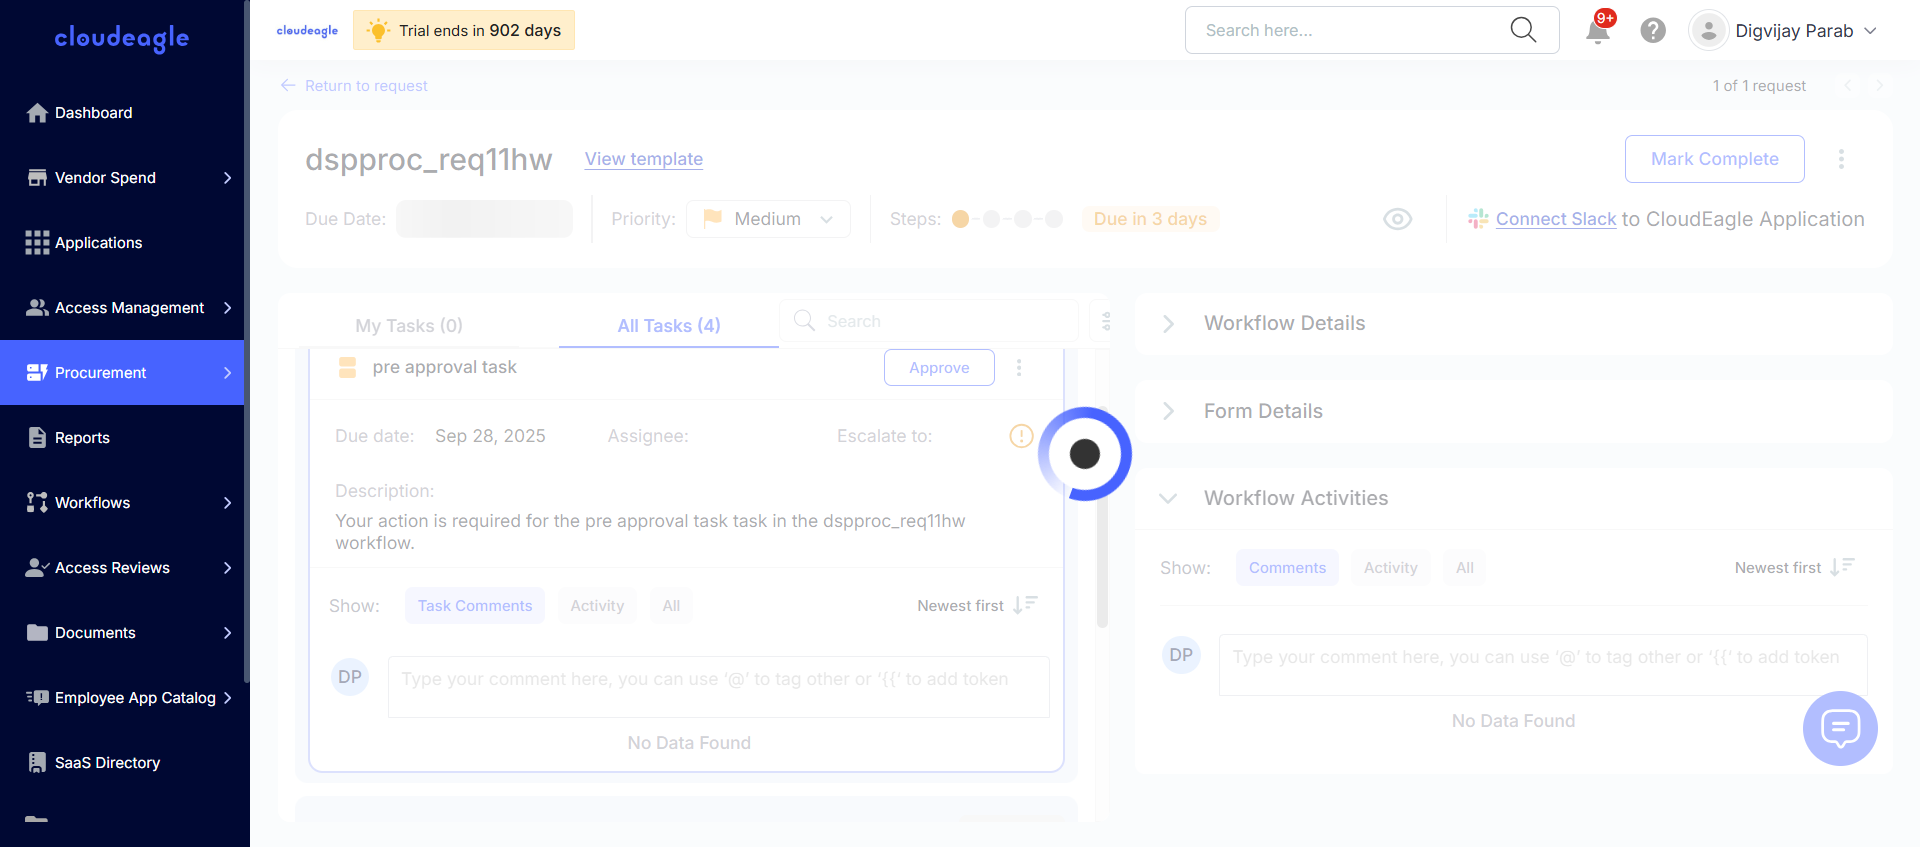 cloudeagle
cloudeagle
Trial ends in 902 days
Search here...
9+
Digvijay Parab
Dashboard
Vendor Spend
Applications
Access Management
Procurement
Reports
Workflows
Access Reviews
Documents
Employee App Catalog
SaaS Directory
Return to request
1 of 1 request
dspproc_req11hw
View template
Mark Complete
Due Date:
Priority:
Medium
Steps:
Due in 3 days
Connect Slack to CloudEagle Application
My Tasks (0)
All Tasks (4)
Search
pre approval task
Approve
Due date:
Sep 28, 2025
Assignee:
Escalate to:
Description:
Your action is required for the pre approval task task in the dspproc_req11hw
workflow.
Show:
Task Comments
Activity
All
Newest first
DP
Type your comment here, you can use ‘@’ to tag other or ‘{{’ to add token
No Data Found
Workflow Details
Form Details
Workflow Activities
Show:
Comments
Activity
All
Newest first
DP
Type your comment here, you can use ‘@’ to tag other or ‘{{’ to add token
No Data Found